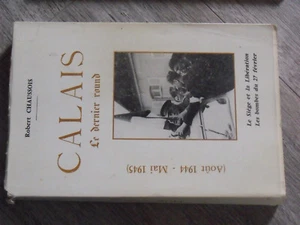 Robert CHAUSSOIS
CALAIS
Le dernier round
(Août 1944 - Mai 1945)
Le Siège et la Libération
Les bombes du 27 février